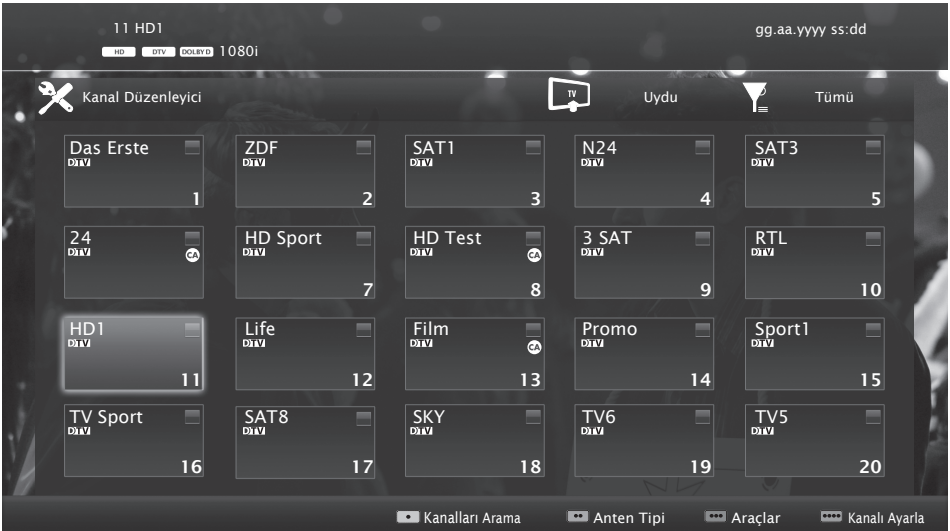 11 HD1
gg.aa.yyyy ss:dd
HD DTV DOLBY D 1080i
Kanal Düzenleyici
TV Uydu
Tümü
Das Erste
DTV
1
ZDF
DTV
2
SAT1
DTV
3
N24
DTV
4
SAT3
DTV
5
24
DTV
CA
HD Sport
DTV
7
HD Test
DTV
CA
8
3 SAT
DTV
9
RTL
DTV
10
HD1
DTV
11
Life
DTV
12
Film
DTV
CA
13
Promo
DTV
14
Sport1
DTV
15
TV Sport
DTV
16
SAT8
DTV
17
SKY
DTV
18
TV6
DTV
19
TV5
DTV
20
Kanalları Arama
Anten Tipi
Araçlar
Kanalı Ayarla